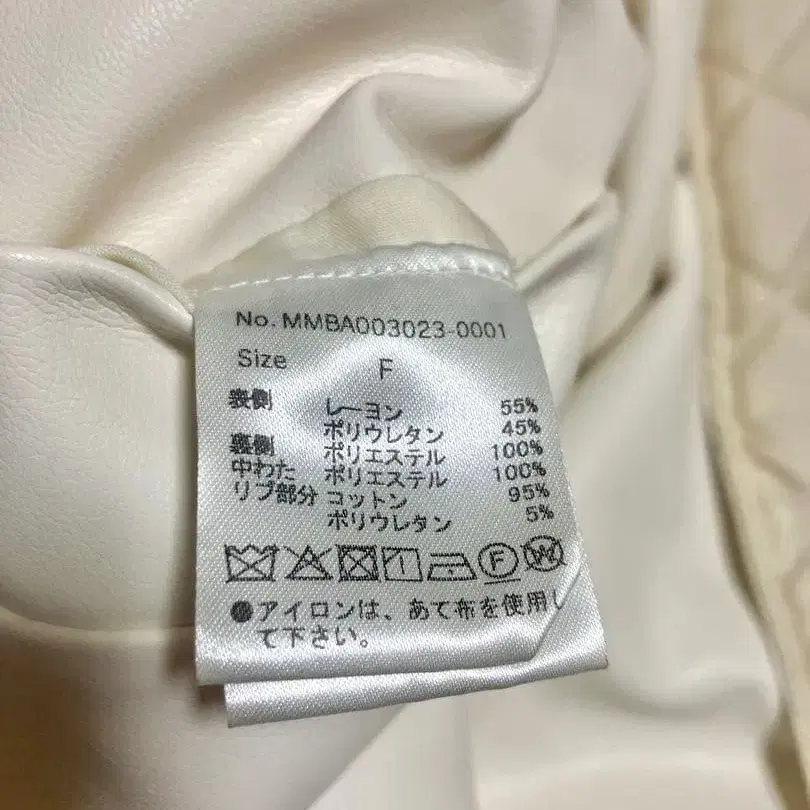 No. MMBA003023-0001
Size F
表側 レーヨン 55%
ポリウレタン 45%
裏側 ポリエステル 100%
中わた ポリエステル 100%
リブ部分 コットン 95%
ポリウレタン 5%
●アイロンは、あて布を使用し
て下さい。